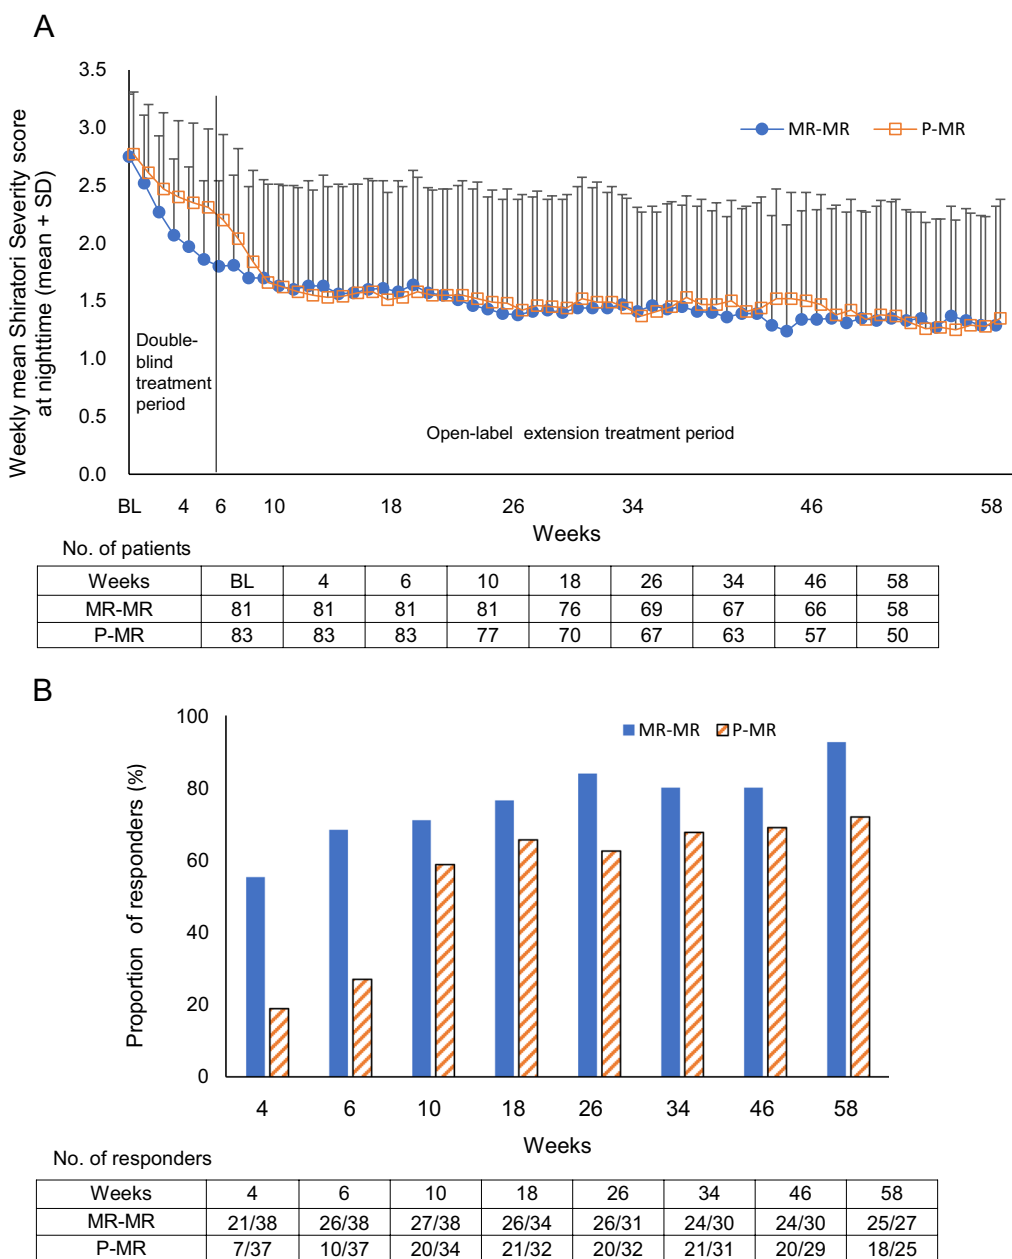 A
Weekly mean Shiratori Severity score
at nighttime (mean + SD)
3.5
3.0
2.5
2.0
1.5
1.0
0.5
0.0
MR-MR P-MR
Double-
blind
treatment
period
Open-label extension treatment period
BL 4 6 10 18 26 34 46 58
Weeks
No. of patients
Weeks BL 4 6 10 18 26 34 46 58
MR-MR 81 81 81 81 76 69 67 66 58
P-MR 83 83 83 77 70 67 63 57 50
B
Proportion of responders (%)
100
80
60
40
20
0
MR-MR P-MR
4 6 10 18 26 34 46 58
Weeks
No. of responders
Weeks 4 6 10 18 26 34 46 58
MR-MR 21/38 26/38 27/38 26/34 26/31 24/30 24/30 25/27
P-MR 7/37 10/37 20/34 21/32 20/32 21/31 20/29 18/25